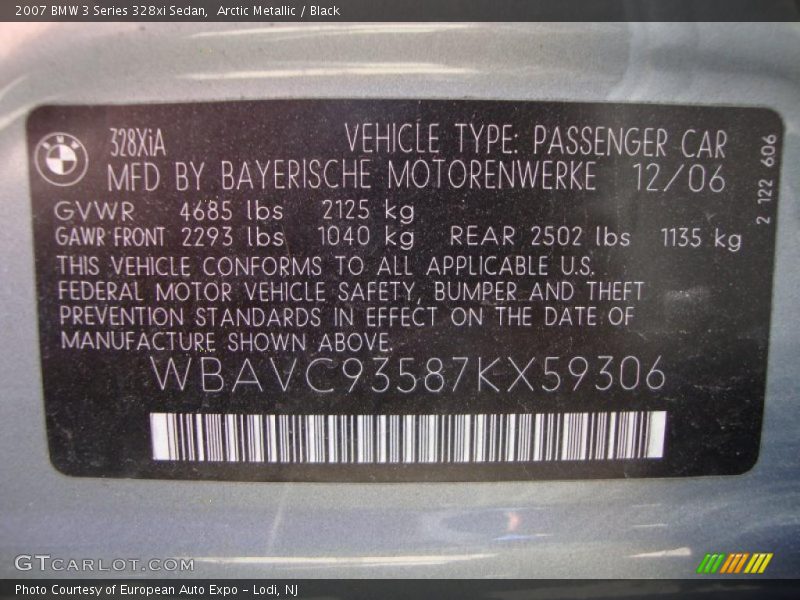 2007 BMW 3 Series 328xi Sedan,  Arctic Metallic / Black
BMW
328XiA VEHICLE TYPE: PASSENGER CAR
MFD BY BAYERISCHE MOTORENWERKE 12/06
2 122 606
GVWR 4685 lbs 2125 kg
GAWR FRONT 2293 lbs 1040 kg REAR 2502 lbs 1135 kg
THIS VEHICLE CONFORMS TO ALL APPLICABLE U.S.
FEDERAL MOTOR VEHICLE SAFETY, BUMPER AND THEFT
PREVENTION STANDARDS IN EFFECT ON THE DATE OF
MANUFACTURE SHOWN ABOVE.
WBAVC93587KX59306
GTCARLOT.COM
Photo Courtesy of European Auto Expo - Lodi, NJ